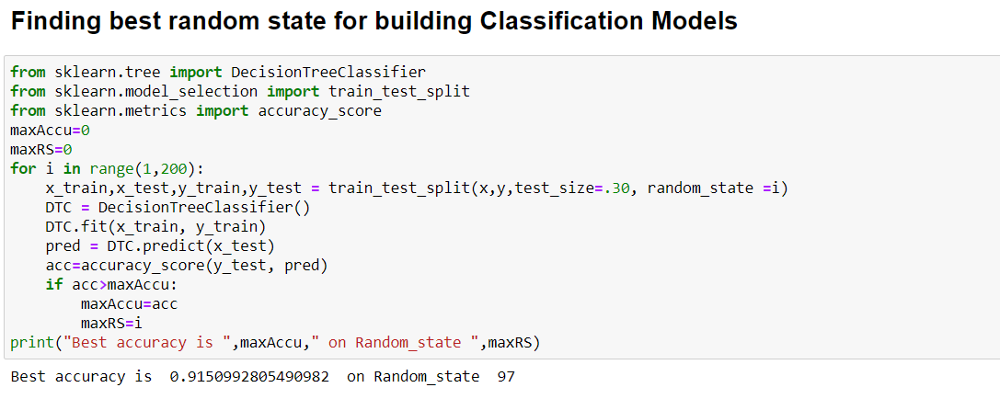 Finding best random state for building Classification Models
from sklearn.tree import DecisionTreeClassifier
from sklearn.model_selection import train_test_split
from sklearn.metrics import accuracy_score
maxAccu=0
maxRS=0
for i in range(1,200):
    x_train,x_test,y_train,y_test = train_test_split(x,y,test_size=.30, random_state =i)
    DTC = DecisionTreeClassifier()
    DTC.fit(x_train, y_train)
    pred = DTC.predict(x_test)
    acc=accuracy_score(y_test, pred)
    if acc>maxAccu:
        maxAccu=acc
        maxRS=i
print("Best accuracy is ",maxAccu," on Random_state ",maxRS)
Best accuracy is  0.9150992805490982  on Random_state  97